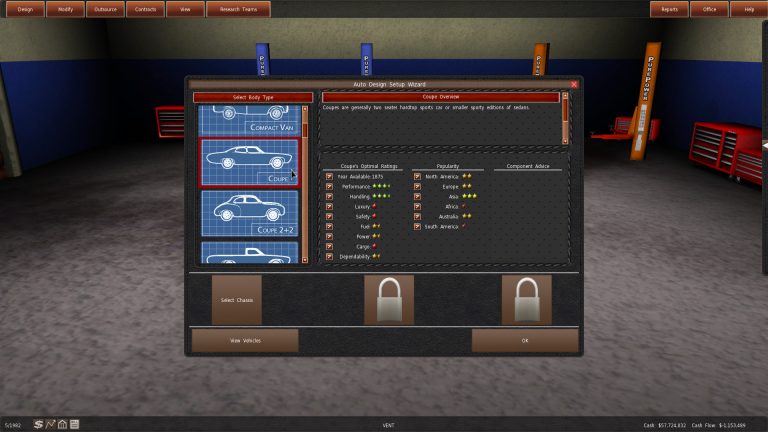 Design Modify Outsource Contracts View Research Teams Reports Office Help
PUREPOWER
Auto Design Setup Wizard
Select Body Type
Compact Van
Coupe
Coupe 2+2
Coupe Overview
Coupes are generally two seater hardtop sports car or smaller sporty editions of sedans.
Coupe's Optimal Ratings
Year Available:1875
Performance:
Handling:
Luxury:
Safety:
Fuel:
Power:
Cargo:
Dependability:
Popularity
North America:
Europe:
Asia:
Africa:
Australia:
South America:
Component Advice
Select Chassis
View Vehicles
OK
5/1982
VENT
Cash $57,724,832 Cash Flow $-1,153,489